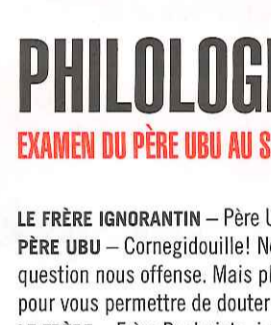 PHILOLOGI
EXAMEN DU PÈRE UBU AU S
LE FRÈRE IGNORANTIN – Père U
PÈRE UBU – Cornegidouille! No
question nous offense. Mais pl
pour vous permettre de douter